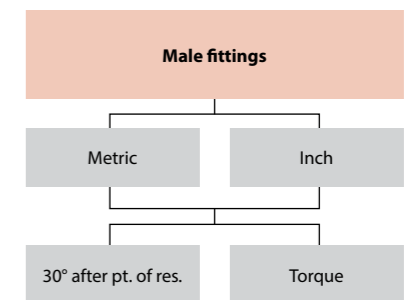 Male fittings
Metric
Inch
30° after pt. of res.
Torque